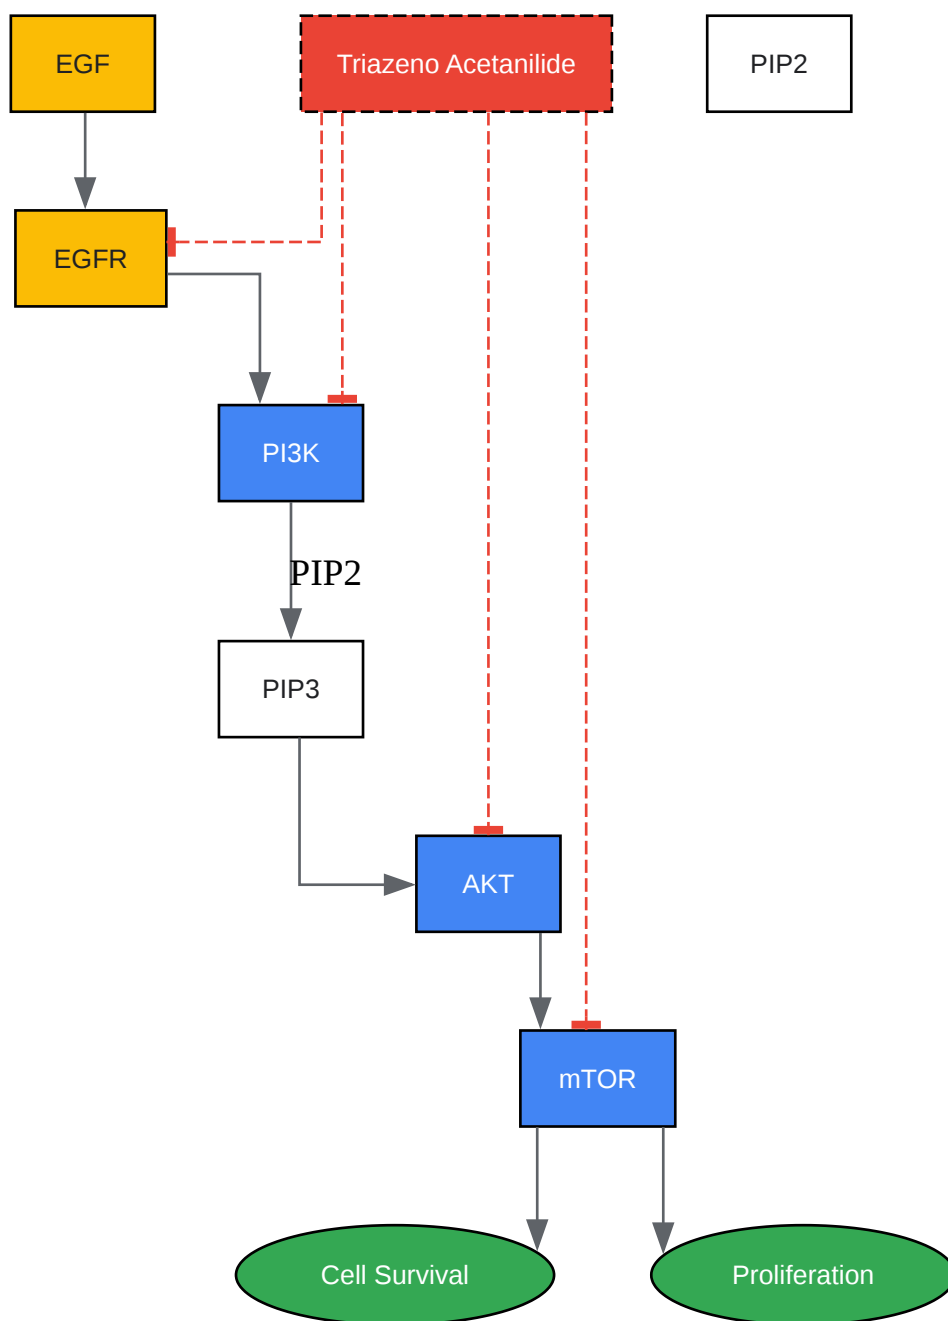 EGF
Triazeno Acetanilide
PIP2
EGFR
PI3K
PIP2
PIP3
AKT
mTOR
Cell Survival
Proliferation